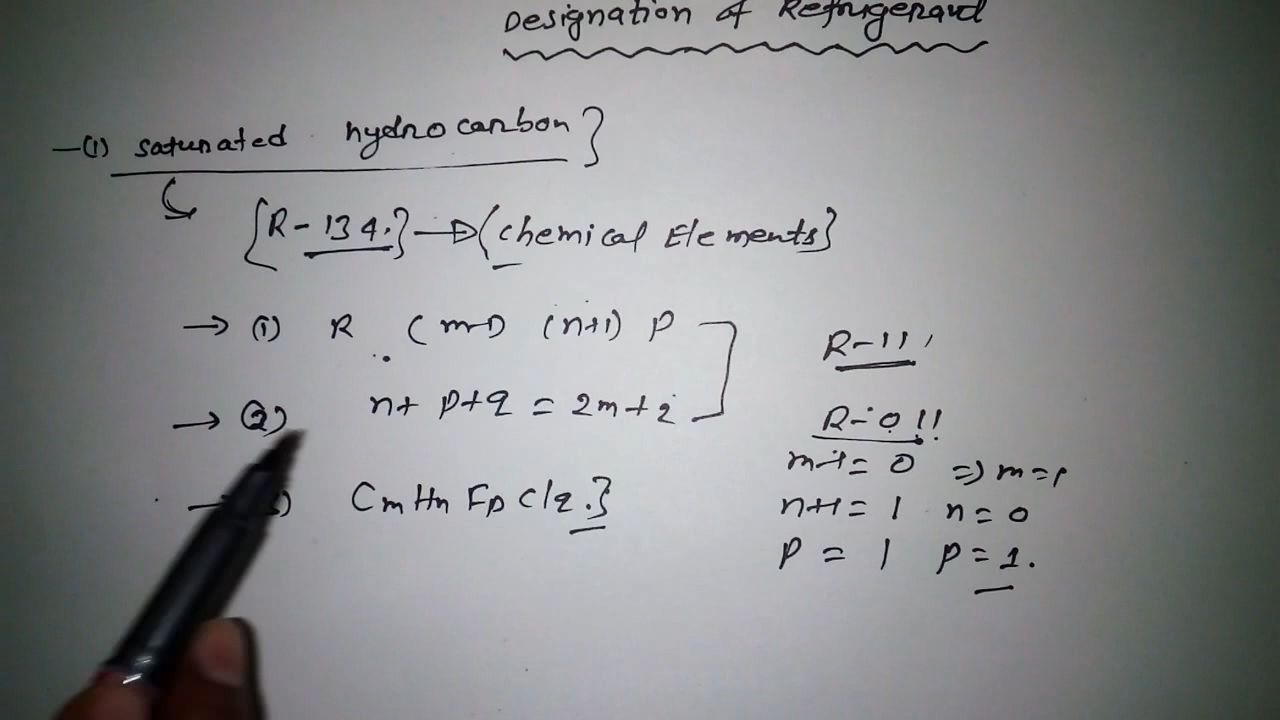 Designation of Refrigerant
-(1) saturated hydrocarbon}
{R-134.} → (chemical Elements}
→ (1) R (m-1) (n+1) P
→ (2) n+ p+q = 2m+2
→ CmHn Fp Clq.}
R-11
R-011
m-1 = 0 => m=1
n+1 = 1 n = 0
P = 1 P = 1.